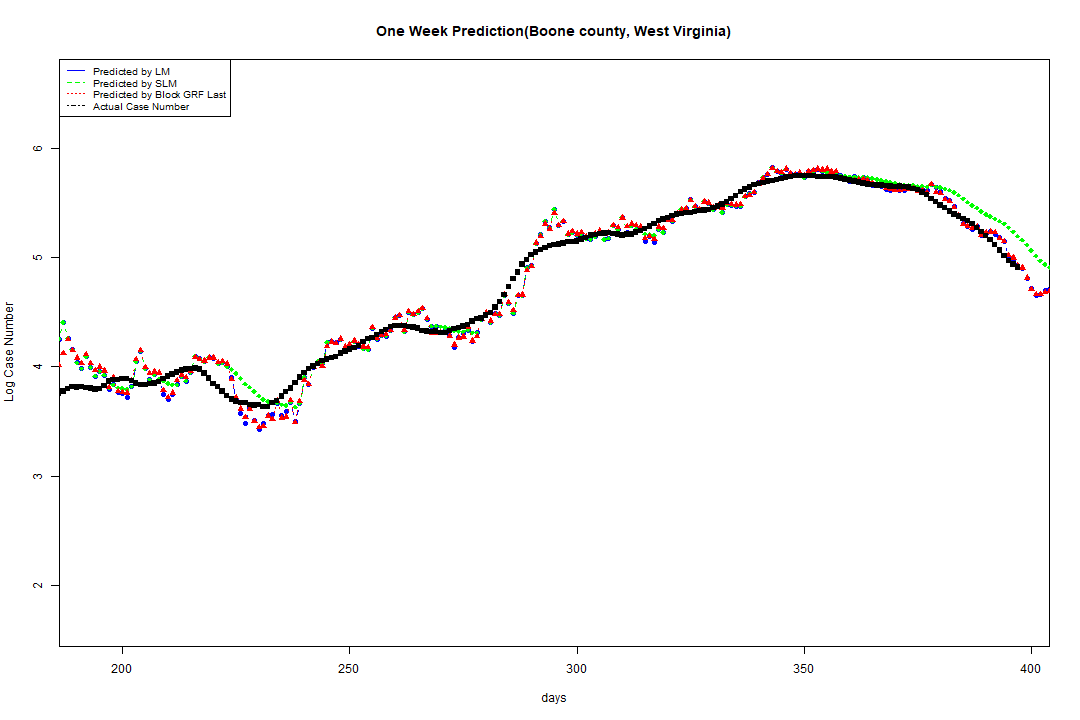 One Week Prediction(Boone county, West Virginia)
Predicted by LM
Predicted by SLM
Predicted by Block GRF Last
Actual Case Number
6
5
4
3
2
Log Case Number
200 250 300 350 400
days